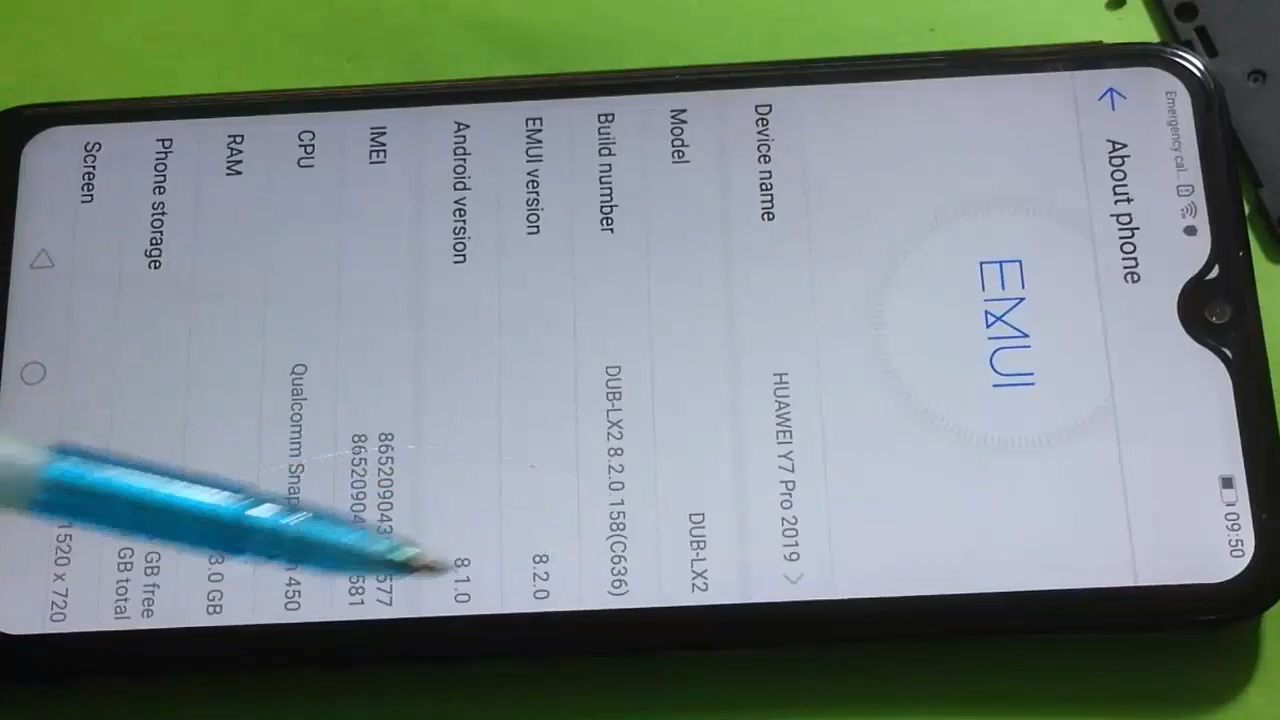 Emergency cal...
09:50
About phone
EMUI
Device name HUAWEI Y7 Pro 2019
Model DUB-LX2
Build number DUB-LX2 8.2.0.158(C636)
EMUI version 8.2.0
Android version 8.1.0
IMEI 865209043 577
86520904 581
CPU Qualcomm Snap 450
RAM 3.0 GB
Phone storage GB free
GB total
Screen 1520 x 720